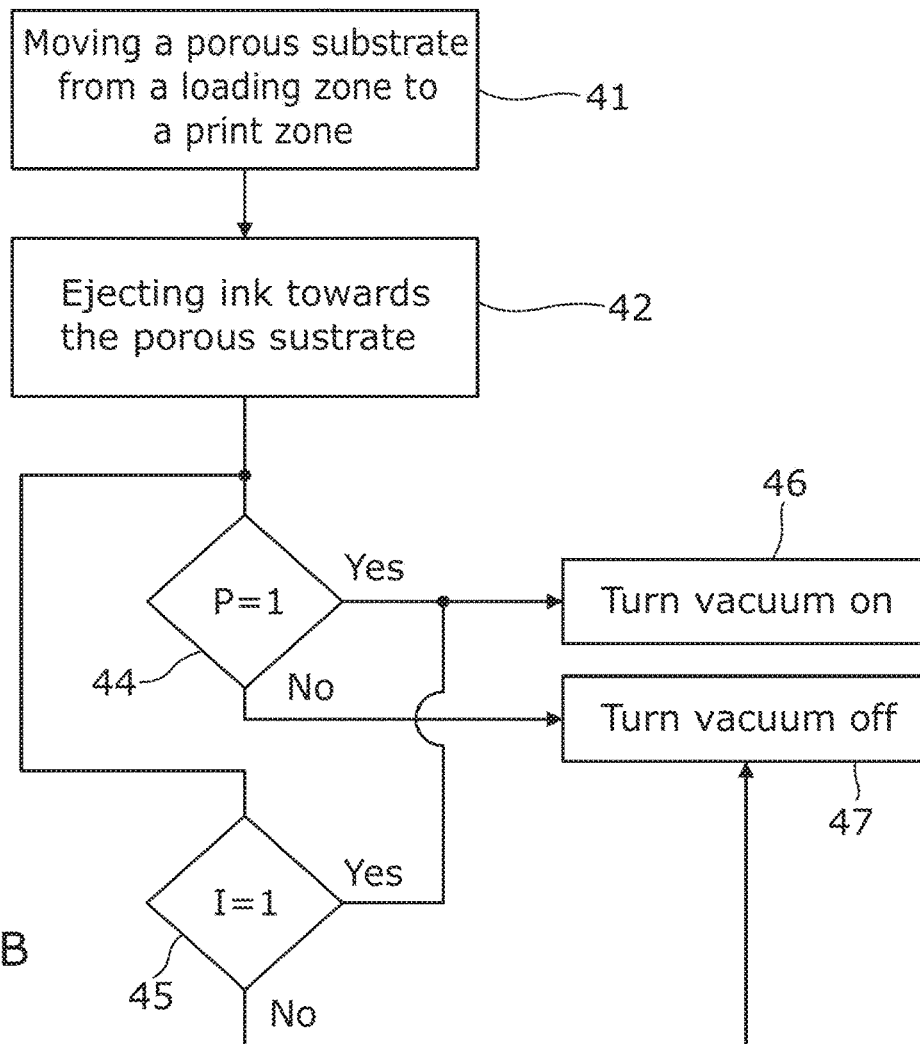 Moving a porous substrate
from a loading zone to
a print zone
41
Ejecting ink towards
the porous sustrate
42
46
P=1
Yes
Turn vacuum on
44
No
Turn vacuum off
47
I=1
Yes
B
45
No